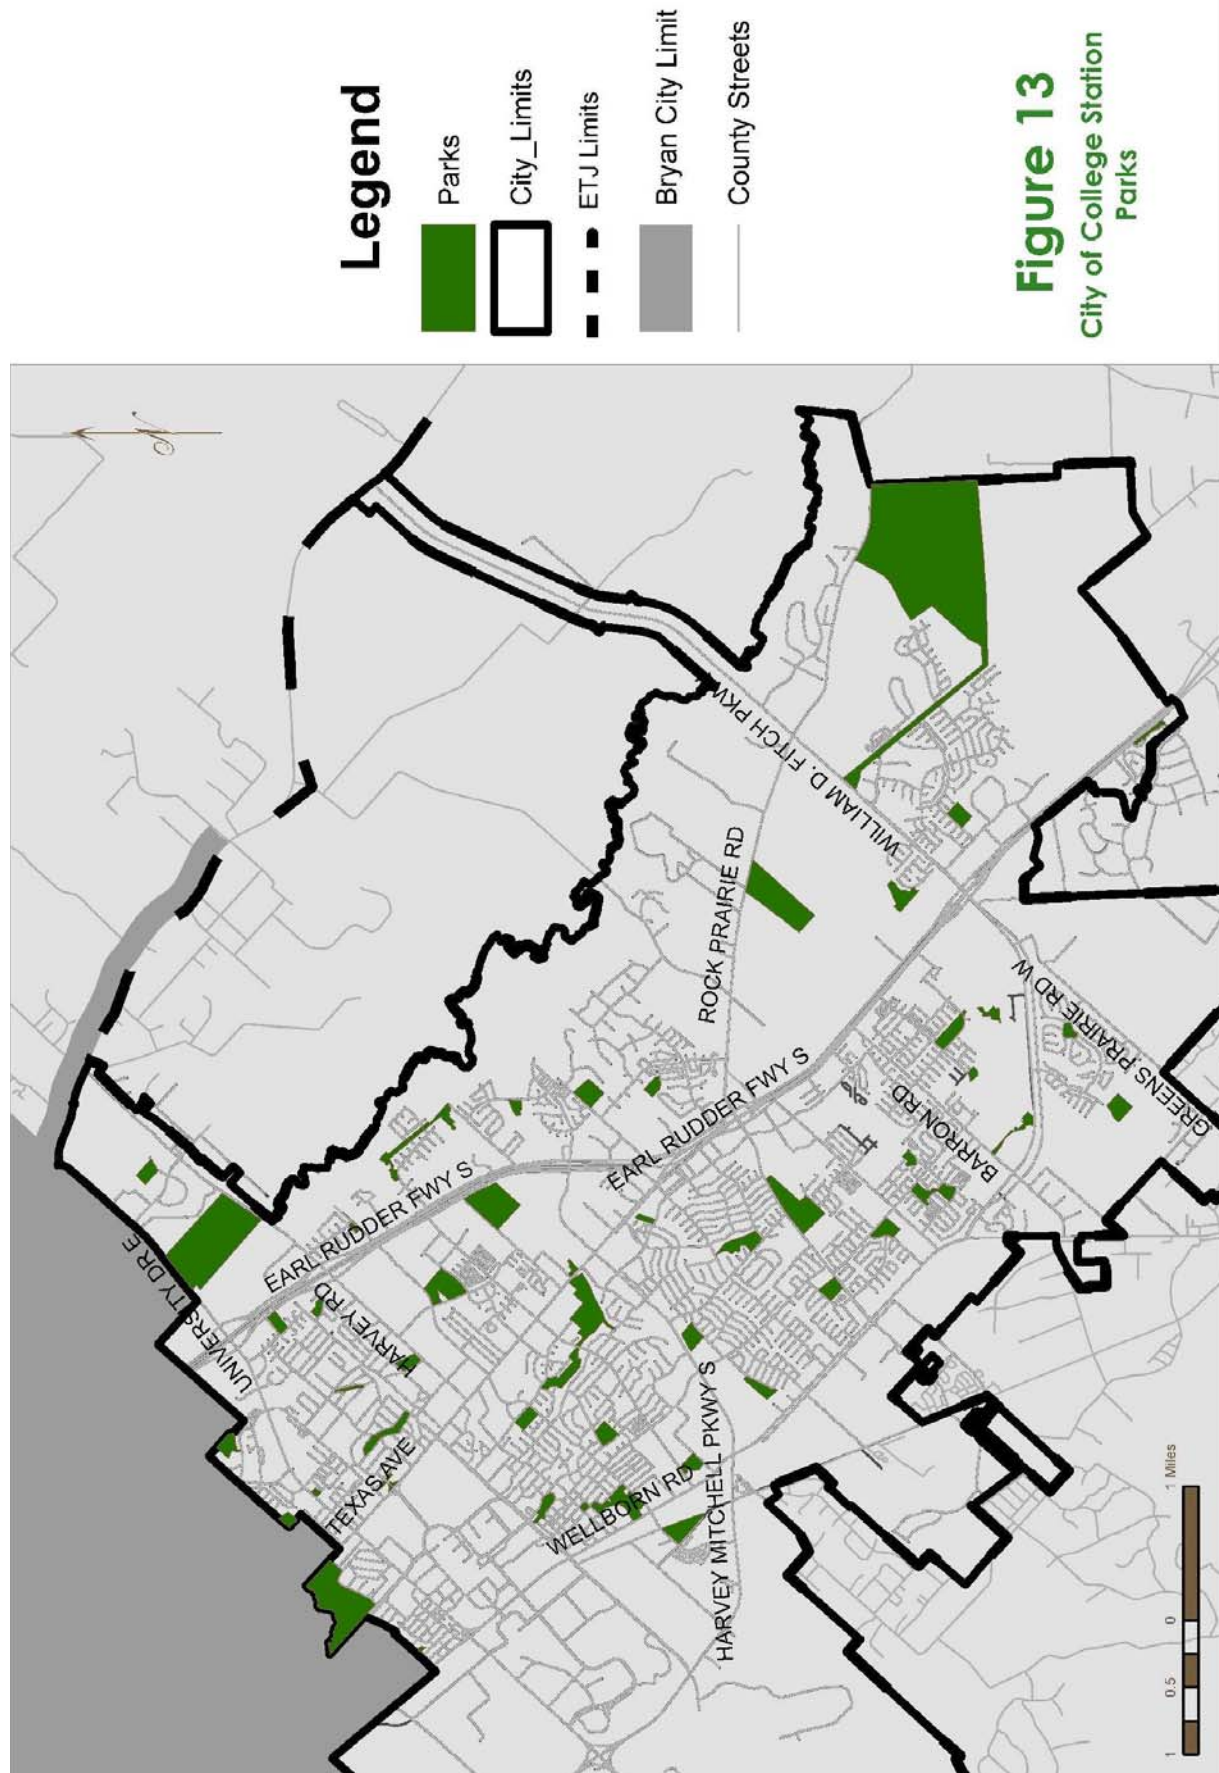 Legend
Parks
City_Limits
ETJ Limits
Bryan City Limit
County Streets
Figure 13
City of College Station
Parks
N
UNIVERSITY DR E
EARL RUDDER FWY S
HARVEY RD
TEXAS AVE
WELLBORN RD
HARVEY MITCHELL PKWY S
EARL RUDDER FWY S
ROCK PRAIRIE RD
WILLIAM D. FITCH PKW
BARRON RD
GREENS PRAIRIE RD W
1 0.5 0 1 Miles